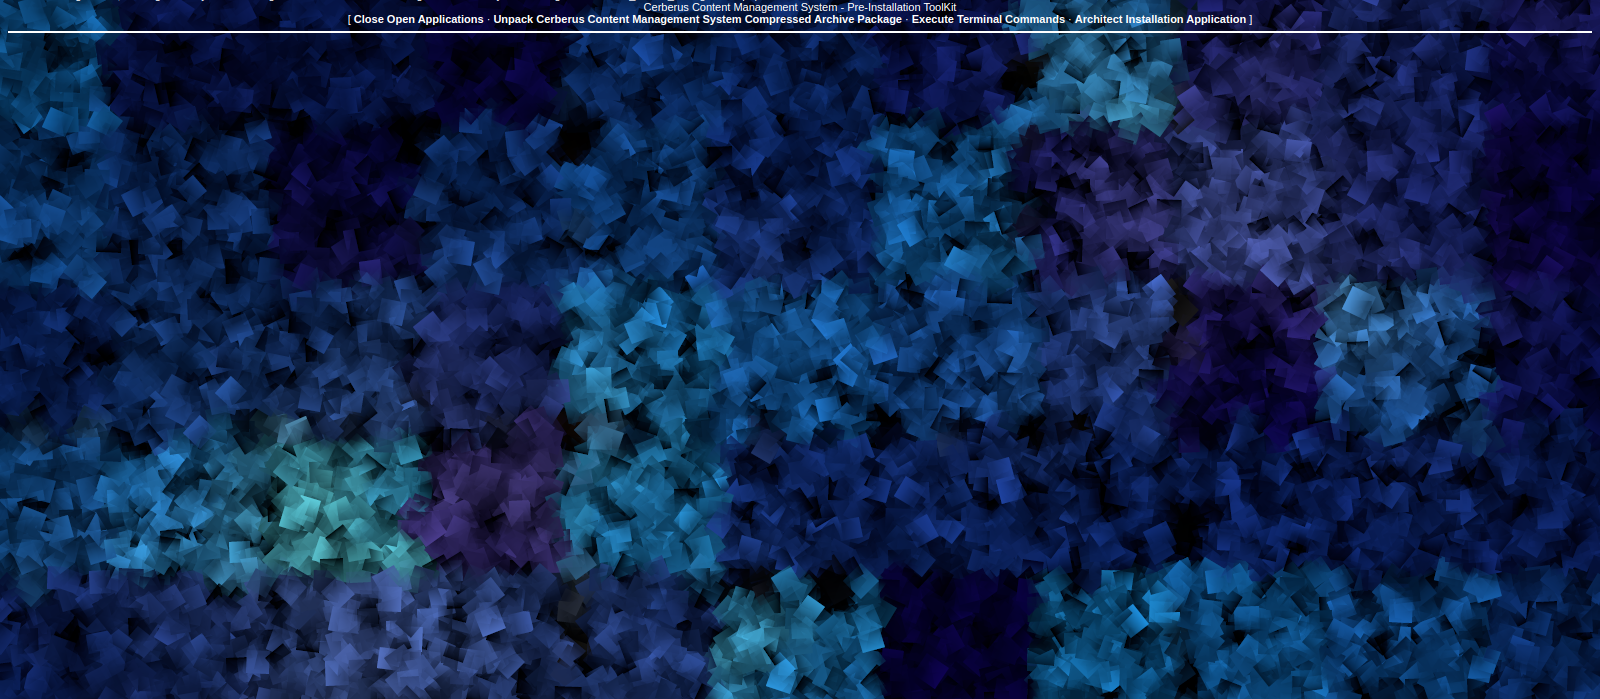 Cerberus Content Management System - Pre-Installation ToolKit
[ Close Open Applications · Unpack Cerberus Content Management System Compressed Archive Package · Execute Terminal Commands · Architect Installation Application ]